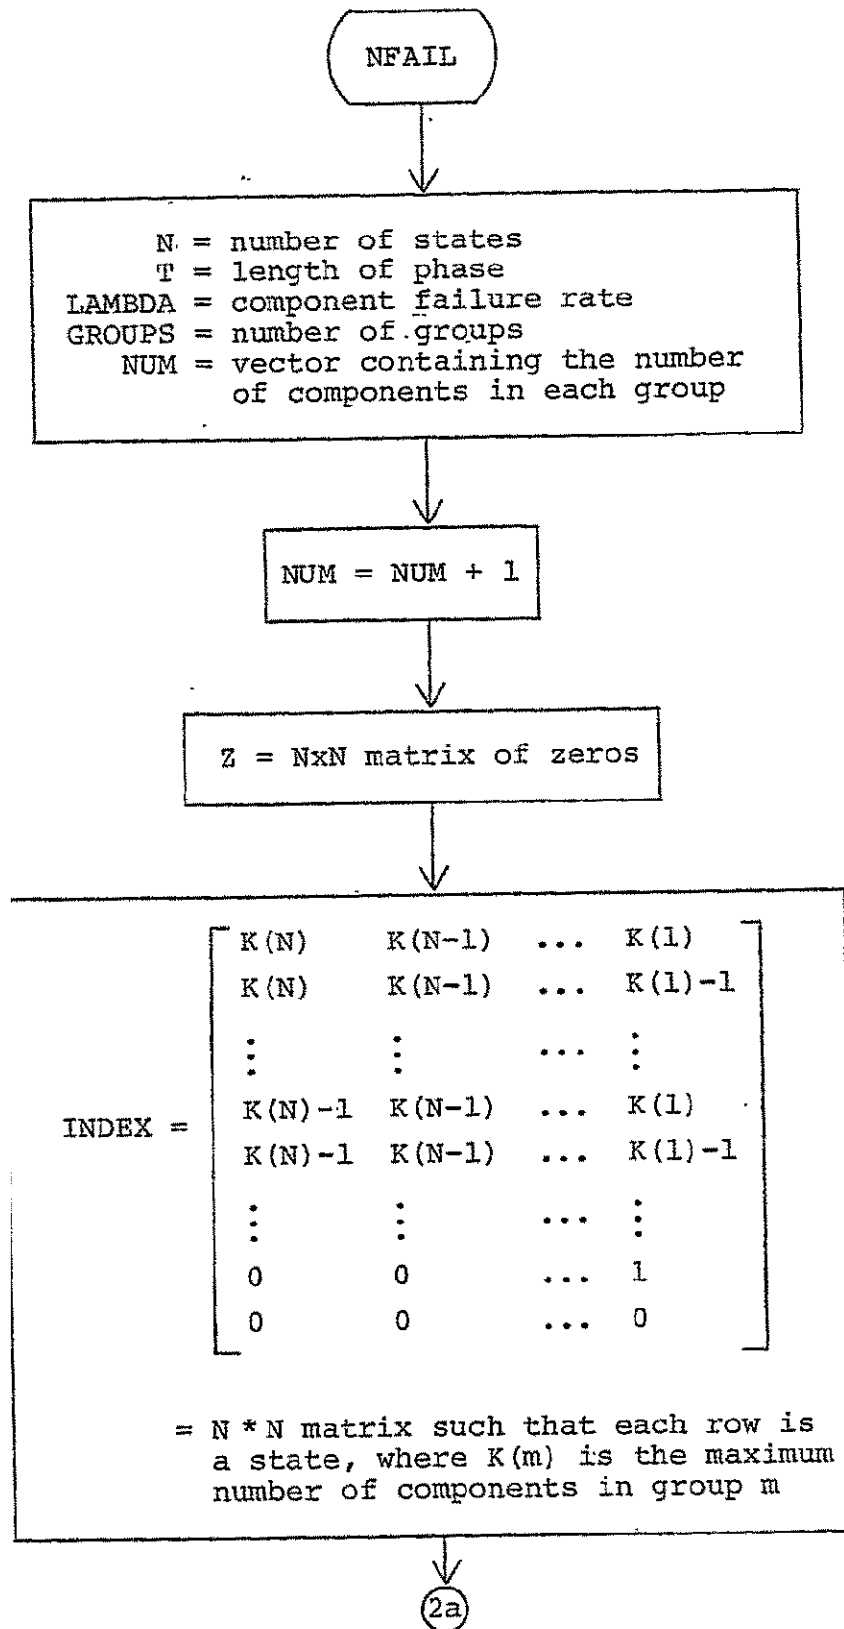 NFAIL
N = number of states
T = length of phase
LAMBDA = component failure rate
GROUPS = number of groups
NUM = vector containing the number
of components in each group
NUM = NUM + 1
Z = NxN matrix of zeros
K(N) K(N-1) ... K(1)
K(N) K(N-1) ... K(1)-1
⋮ ⋮ ... ⋮
INDEX = K(N)-1 K(N-1) ... K(1)
K(N)-1 K(N-1) ... K(1)-1
⋮ ⋮ ... ⋮
0 0 ... 1
0 0 ... 0
= N * N matrix such that each row is
a state, where K(m) is the maximum
number of components in group m
2a